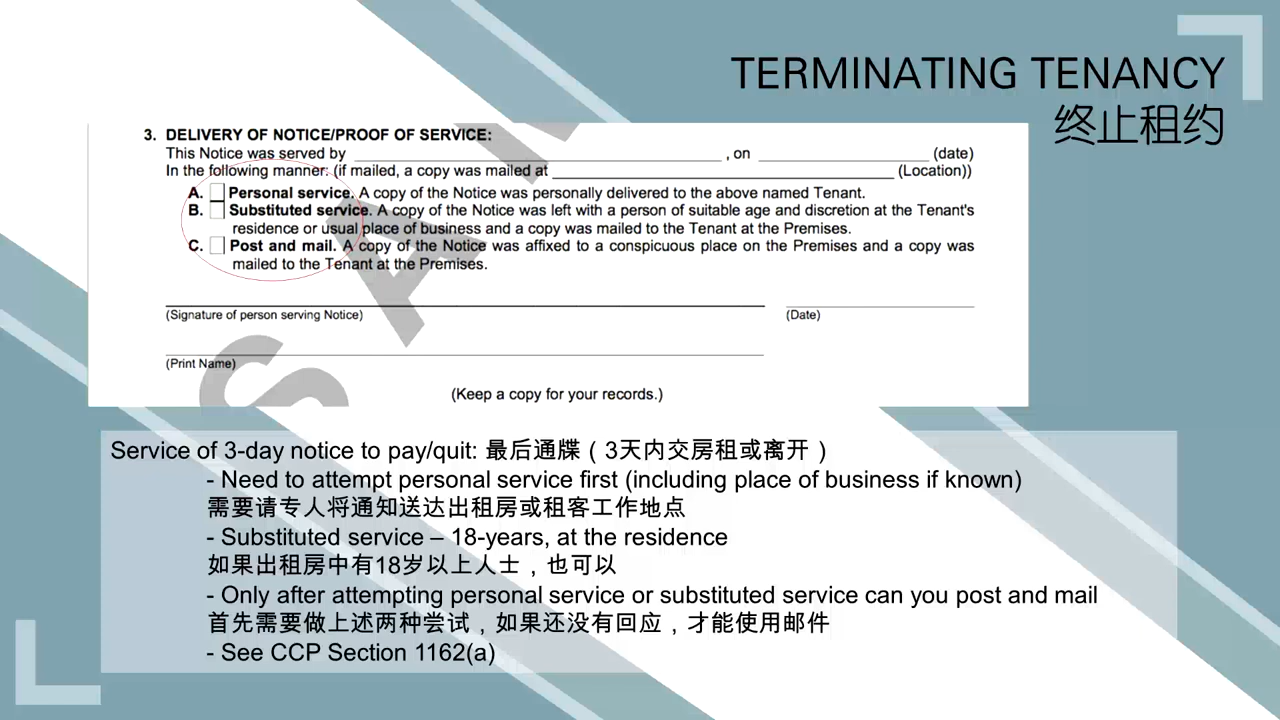 TERMINATING TENANCY
终止租约
3. DELIVERY OF NOTICE/PROOF OF SERVICE:
This Notice was served by ________, on ________ (date)
In the following manner: (if mailed, a copy was mailed at ________ (Location))
A. Personal service. A copy of the Notice was personally delivered to the above named Tenant.
B. Substituted service. A copy of the Notice was left with a person of suitable age and discretion at the Tenant's
residence or usual place of business and a copy was mailed to the Tenant at the Premises.
C. Post and mail. A copy of the Notice was affixed to a conspicuous place on the Premises and a copy was
mailed to the Tenant at the Premises.
(Signature of person serving Notice) (Date)
(Print Name)
(Keep a copy for your records.)
Service of 3-day notice to pay/quit: 最后通牒（3天内交房租或离开）
- Need to attempt personal service first (including place of business if known)
需要请专人将通知送达出租房或租客工作地点
- Substituted service – 18-years, at the residence
如果出租房中有18岁以上人士，也可以
- Only after attempting personal service or substituted service can you post and mail
首先需要做上述两种尝试，如果还没有回应，才能使用邮件
- See CCP Section 1162(a)